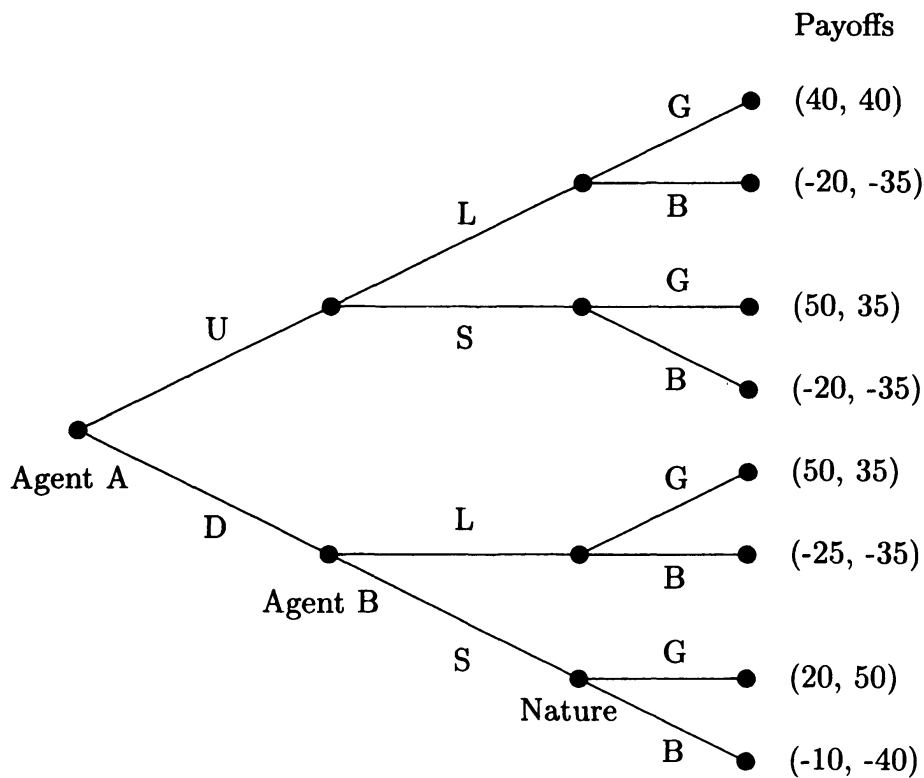 Payoffs
G (40, 40)
L B (-20, -35)
U S G (50, 35)
B (-20, -35)
Agent A
D L G (50, 35)
Agent B B (-25, -35)
S G (20, 50)
Nature
B (-10, -40)